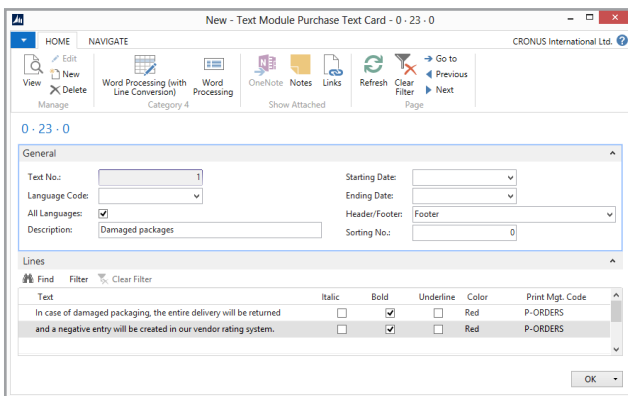 New - Text Module Purchase Text Card - 0 · 23 · 0
HOME NAVIGATE CRONUS International Ltd.
View
Edit
New
Delete
Manage
Word Processing (with Line Conversion)
Word Processing
Category 4
OneNote Notes Links
Show Attached
Refresh Clear Filter
Go to
Previous
Next
Page
0 · 23 · 0
General
Text No.: 1 Starting Date:
Language Code: Ending Date:
All Languages: Header/Footer: Footer
Description: Damaged packages Sorting No.: 0
Lines
Find Filter Clear Filter
Text Italic Bold Underline Color Print Mgt. Code
In case of damaged packaging, the entire delivery will be returned Red P-ORDERS
and a negative entry will be created in our vendor rating system. Red P-ORDERS
OK